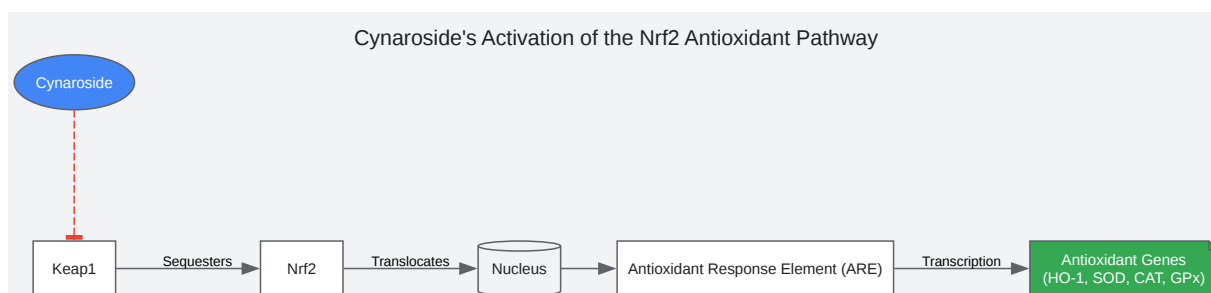 Cynaroside's Activation of the Nrf2 Antioxidant Pathway
Cynaroside
Keap1
Sequesters
Nrf2
Translocates
Nucleus
Antioxidant Response Element (ARE)
Transcription
Antioxidant Genes
(HO-1, SOD, CAT, GPx)